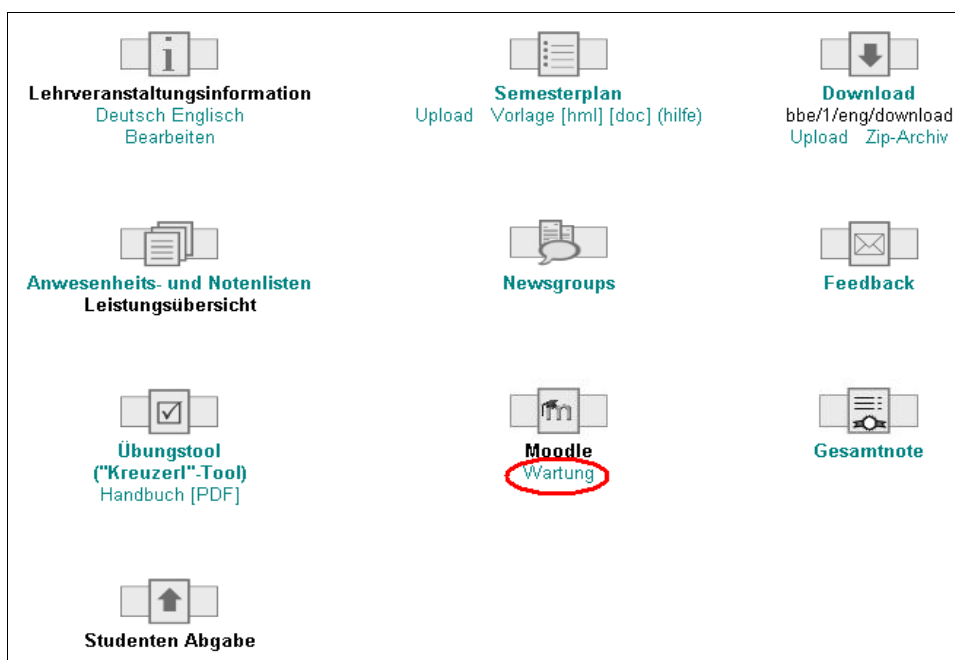 Lehrveranstaltungsinformation
Deutsch Englisch
Bearbeiten
Semesterplan
Upload Vorlage [hml] [doc] (hilfe)
Download
bbe/1/eng/download
Upload Zip-Archiv
Anwesenheits- und Notenlisten
Leistungsübersicht
Newsgroups
Feedback
Übungstool
("Kreuzerl"-Tool)
Handbuch [PDF]
Moodle
Wartung
Gesamtnote
Studenten Abgabe